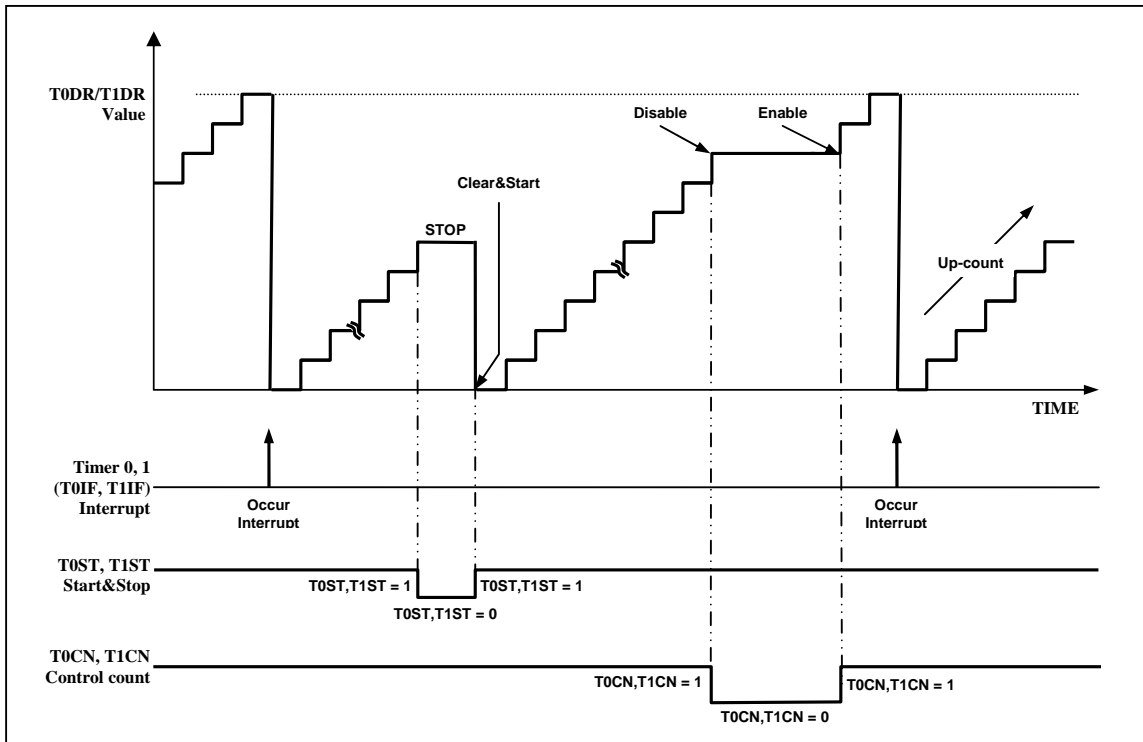 T0DR/T1DR
Value
Disable
Enable
Clear&Start
STOP
Up-count
TIME
Timer 0, 1
(T0IF, T1IF)
Interrupt
Occur
Interrupt
Occur
Interrupt
T0ST, T1ST
Start&Stop
T0ST,T1ST = 1
T0ST,T1ST = 1
T0ST,T1ST = 0
T0CN, T1CN
Control count
T0CN,T1CN = 1
T0CN,T1CN = 1
T0CN,T1CN = 0